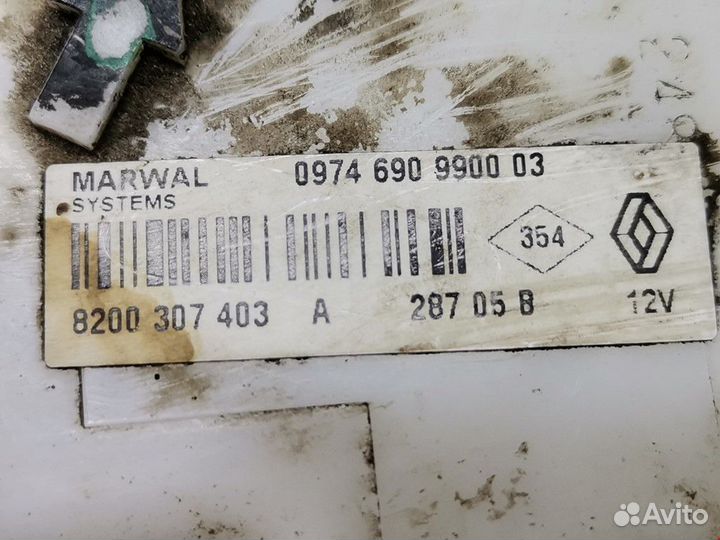 MARWAL 0974 690 9900 03
SYSTEMS
354
8200 307 403 A 287 05 B 12V
Avito